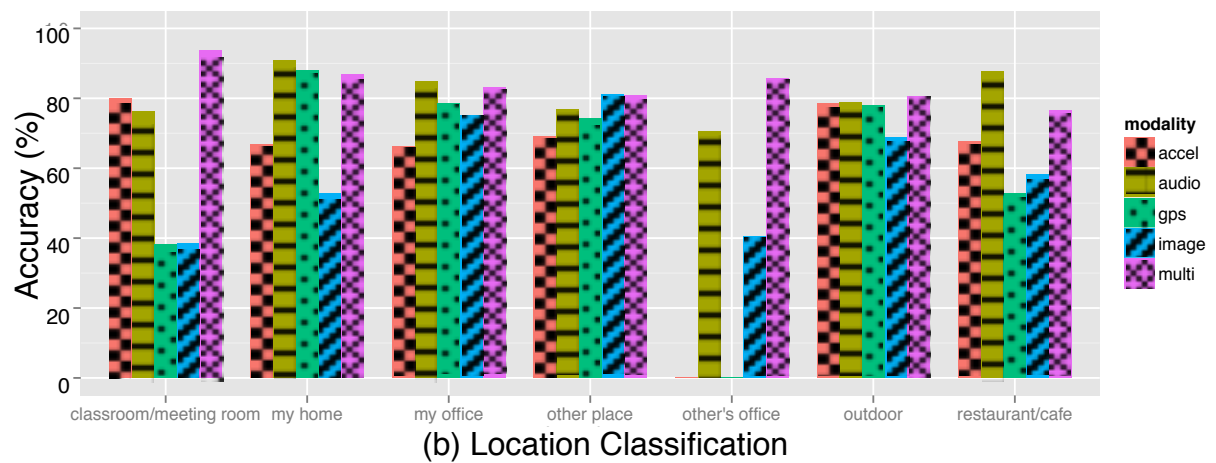 100
80
60
40
20
0
Accuracy (%)
classroom/meeting room my home my office other place other's office outdoor restaurant/cafe
(b) Location Classification
modality
accel
audio
gps
image
multi